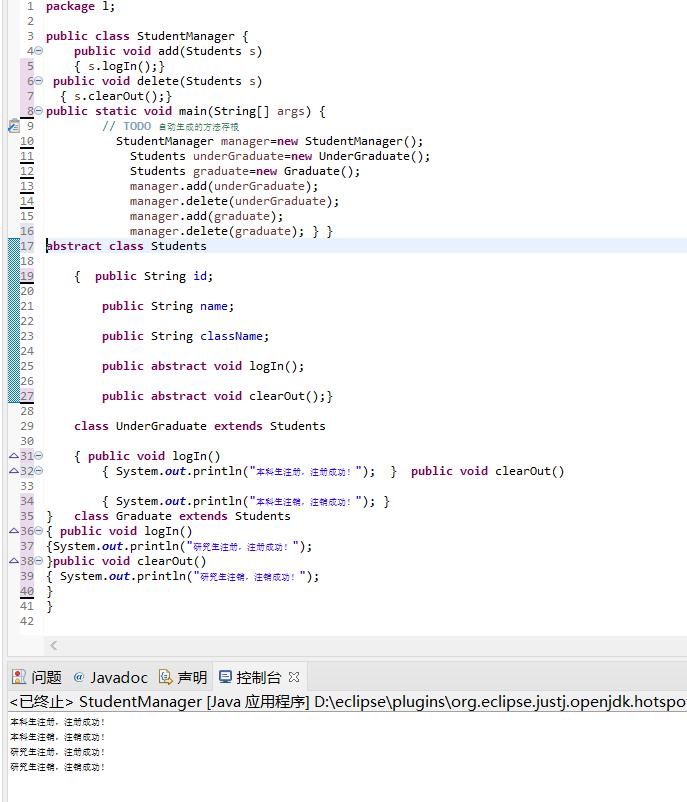 1 package l;
2
3 public class StudentManager {
4 public void add(Students s)
5 { s.logIn();}
6 public void delete(Students s)
7 { s.clearOut();}
8 public static void main(String[] args) {
9 // TODO 自动生成的方法存根
10 StudentManager manager=new StudentManager();
11 Students underGraduate=new UnderGraduate();
12 Students graduate=new Graduate();
13 manager.add(underGraduate);
14 manager.delete(underGraduate);
15 manager.add(graduate);
16 manager.delete(graduate); } }
17 abstract class Students
18
19 { public String id;
20
21 public String name;
22
23 public String className;
24
25 public abstract void logIn();
26
27 public abstract void clearOut();}
28
29 class UnderGraduate extends Students
30
31 { public void logIn()
32 { System.out.println("本科生注册，注册成功！"); } public void clearOut()
33
34 { System.out.println("本科生注销，注销成功！"); }
35 } class Graduate extends Students
36 { public void logIn()
37 {System.out.println("研究生注册，注册成功！");
38 }public void clearOut()
39 { System.out.println("研究生注销，注销成功！");
40 }
41 }
42
问题 @ Javadoc 声明 控制台
<已终止> StudentManager [Java 应用程序] D:\eclipse\plugins\org.eclipse.justj.openjdk.hotspo
本科生注册，注册成功！
本科生注销，注销成功！
研究生注册，注册成功！
研究生注销，注销成功！